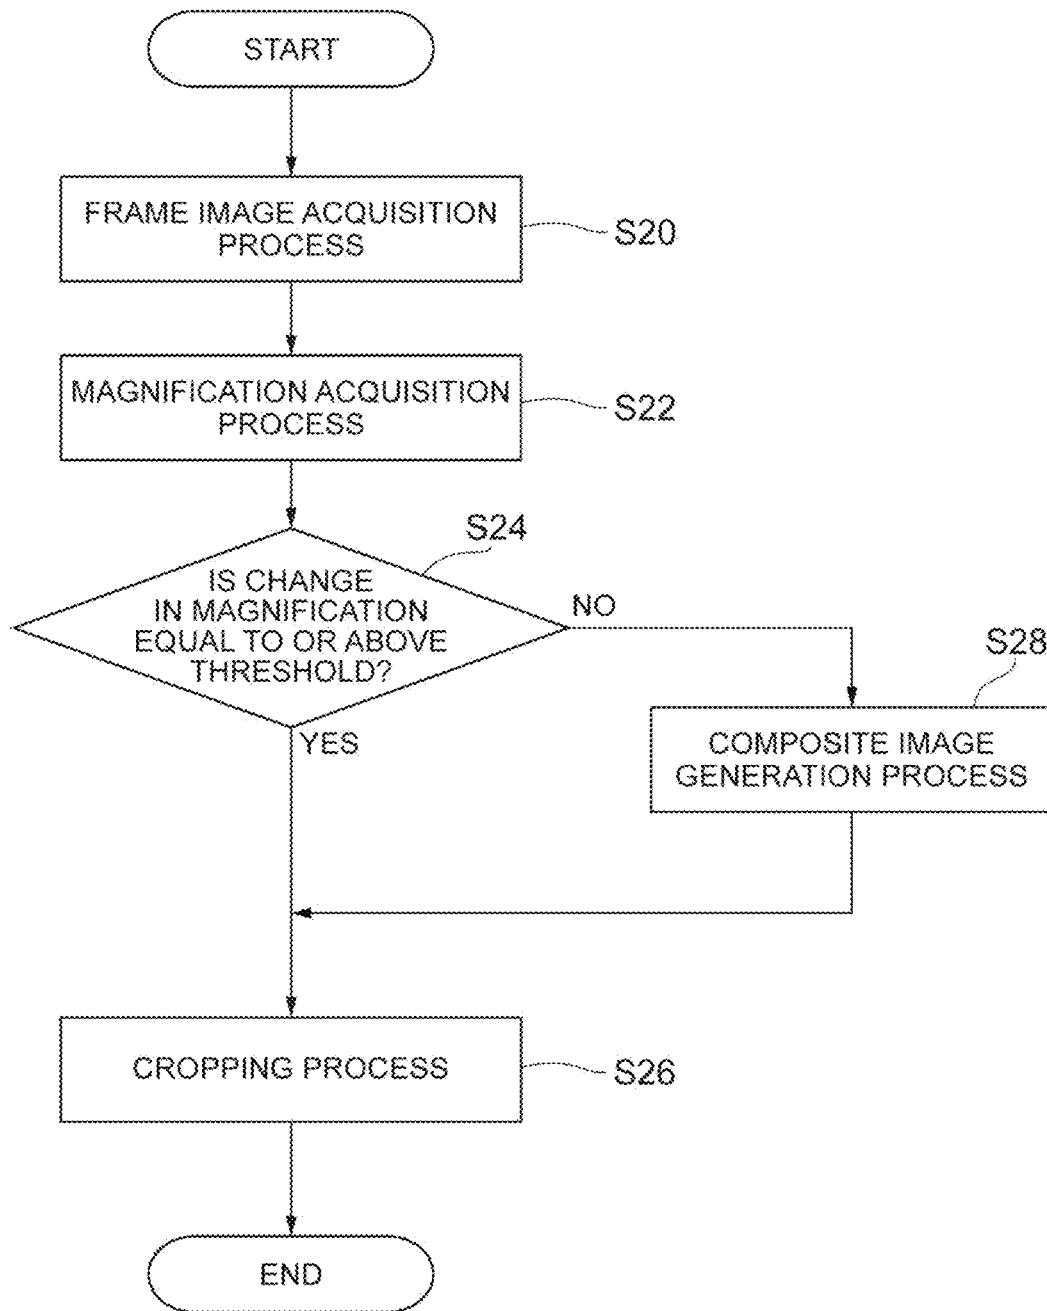 START
FRAME IMAGE ACQUISITION
PROCESS
S20
MAGNIFICATION ACQUISITION
PROCESS
S22
S24
IS CHANGE
IN MAGNIFICATION
EQUAL TO OR ABOVE
THRESHOLD?
NO
S28
YES
COMPOSITE IMAGE
GENERATION PROCESS
CROPPING PROCESS
S26
END